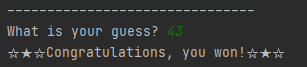 -------------------------------
What is your guess? 43
☆★☆Congratulations, you won!☆★☆